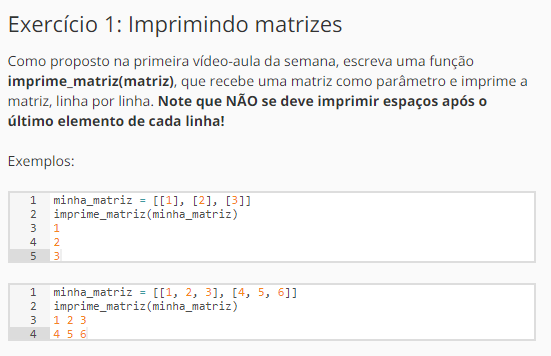 Exercício 1: Imprimindo matrizes
Como proposto na primeira vídeo-aula da semana, escreva uma função
imprime_matriz(matriz), que recebe uma matriz como parâmetro e imprime a
matriz, linha por linha. Note que NÃO se deve imprimir espaços após o
último elemento de cada linha!
Exemplos:
1 minha_matriz = [[1], [2], [3]]
2 imprime_matriz(minha_matriz)
3 1
4 2
5 3
1 minha_matriz = [[1, 2, 3], [4, 5, 6]]
2 imprime_matriz(minha_matriz)
3 1 2 3
4 4 5 6